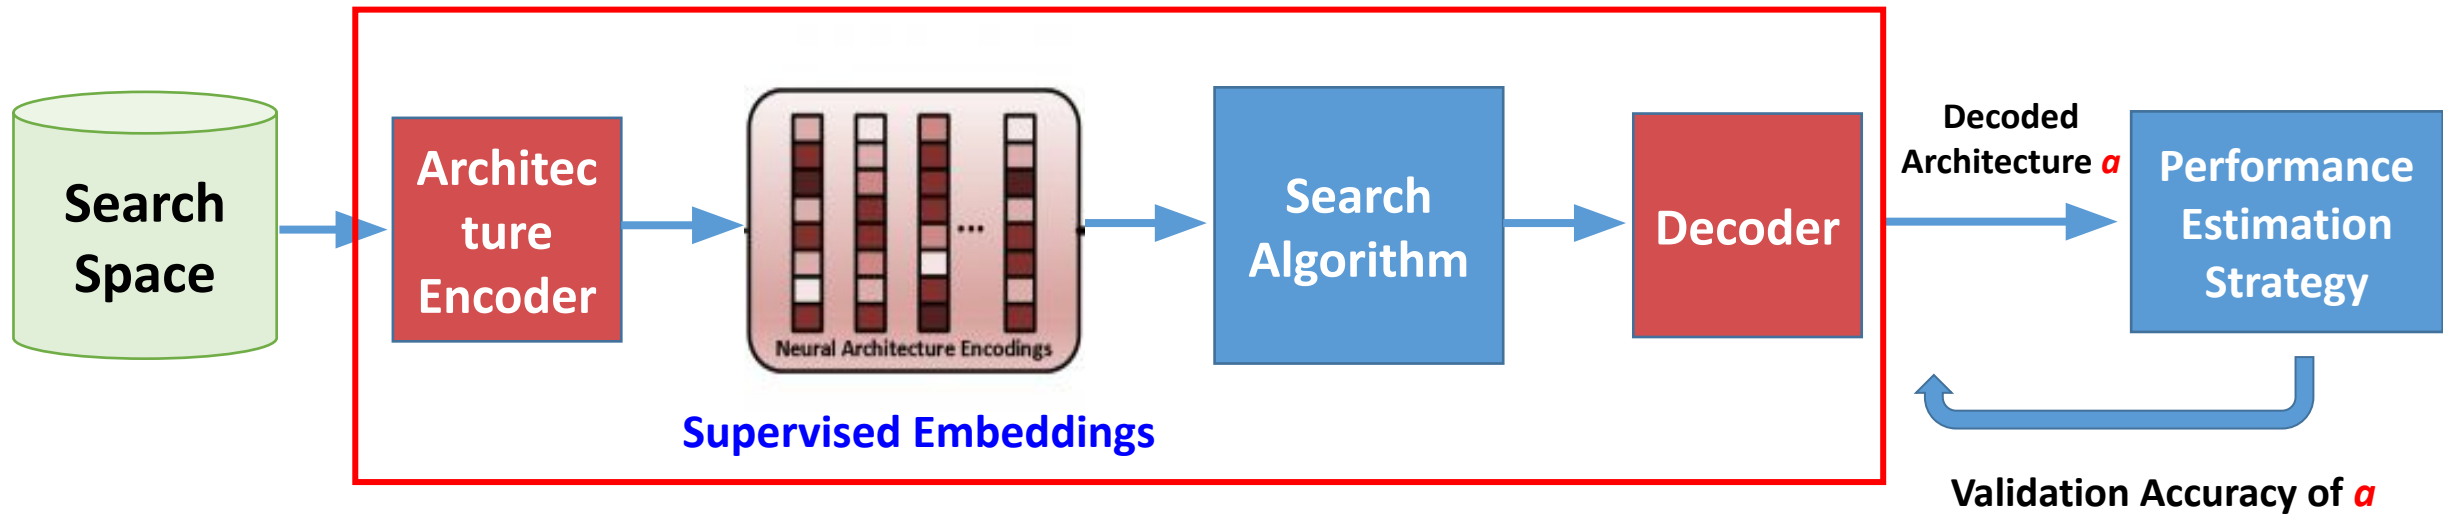 Search
Space
Architec
ture
Encoder
...
Neural Architecture Encodings
Supervised Embeddings
Search
Algorithm
Decoder
Decoded
Architecture a
Performance
Estimation
Strategy
Validation Accuracy of a